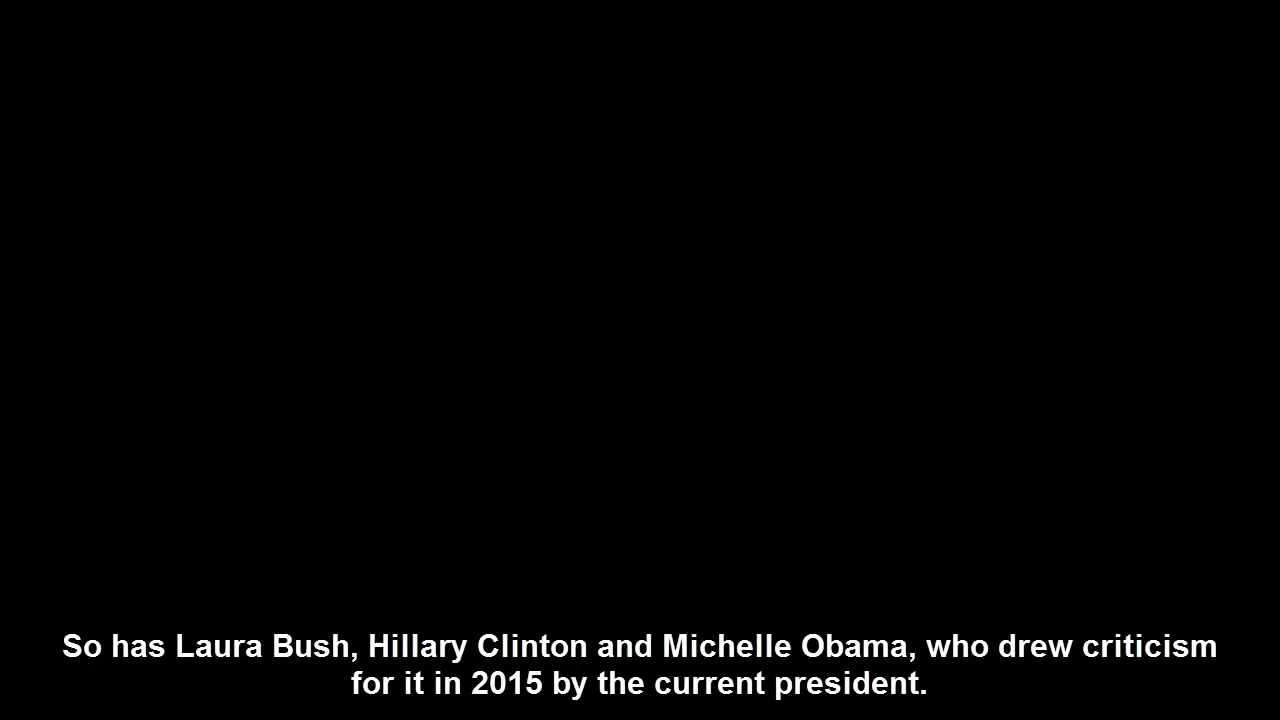 So has Laura Bush, Hillary Clinton and Michelle Obama, who drew criticism
for it in 2015 by the current president.